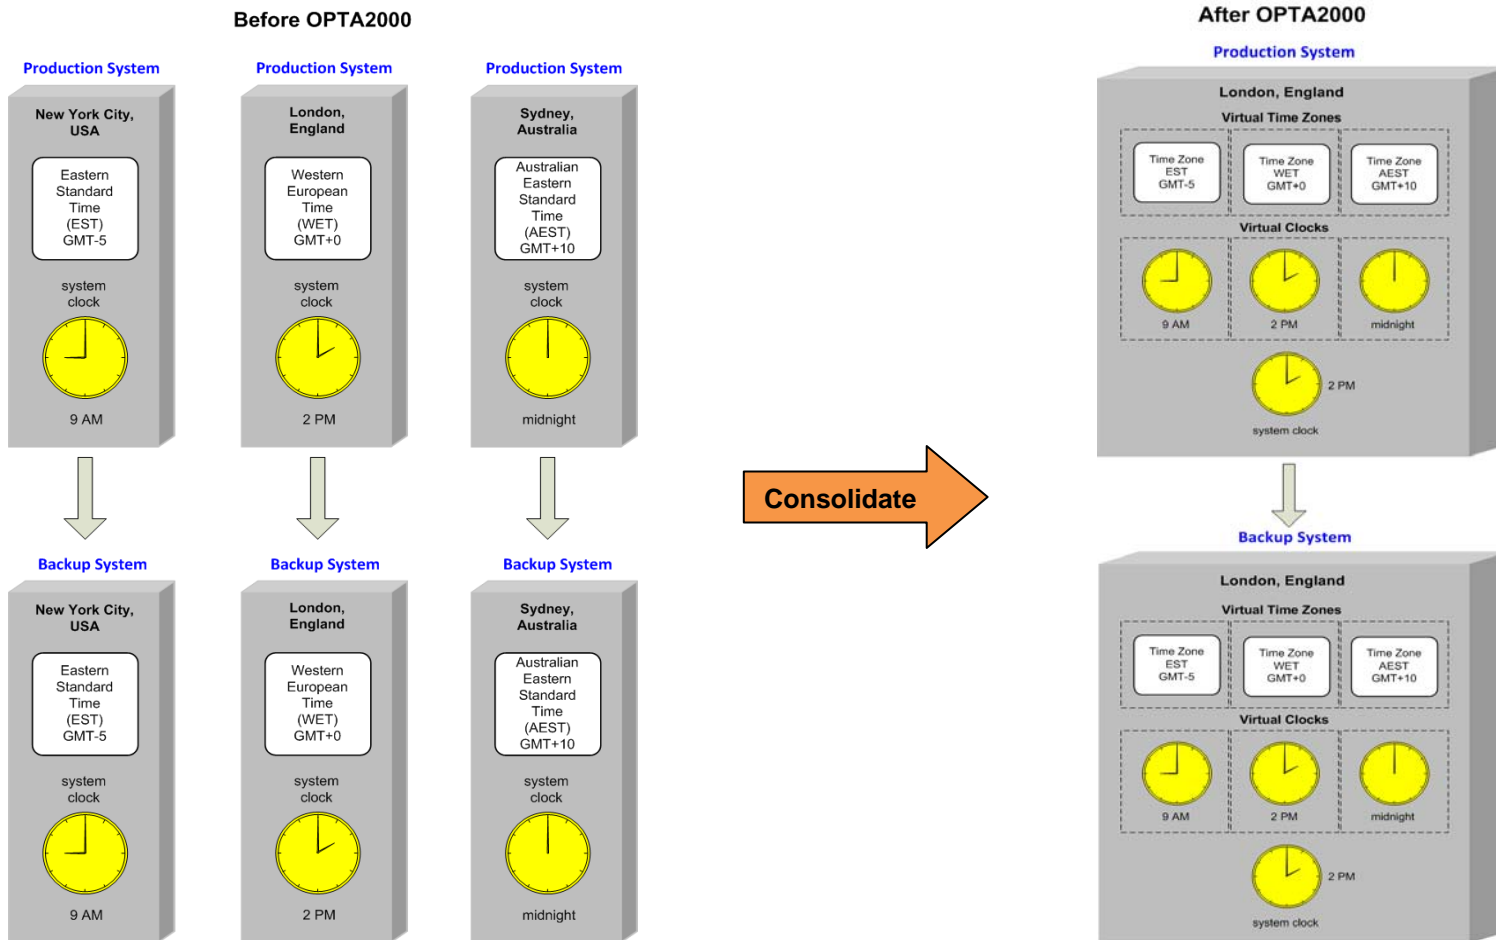 Before OPTA2000
Production System
New York City,
USA
Eastern
Standard
Time
(EST)
GMT-5
system
clock
9 AM
Production System
London,
England
Western
European
Time
(WET)
GMT+0
system
clock
2 PM
Production System
Sydney,
Australia
Australian
Eastern
Standard
Time
(AEST)
GMT+10
system
clock
midnight
Backup System
New York City,
USA
Eastern
Standard
Time
(EST)
GMT-5
system
clock
9 AM
Backup System
London,
England
Western
European
Time
(WET)
GMT+0
system
clock
2 PM
Backup System
Sydney,
Australia
Australian
Eastern
Standard
Time
(AEST)
GMT+10
system
clock
midnight
Consolidate
After OPTA2000
Production System
London, England
Virtual Time Zones
Time Zone
EST
GMT-5
Time Zone
WET
GMT+0
Time Zone
AEST
GMT+10
Virtual Clocks
9 AM
2 PM
midnight
2 PM
system clock
Backup System
London, England
Virtual Time Zones
Time Zone
EST
GMT-5
Time Zone
WET
GMT+0
Time Zone
AEST
GMT+10
Virtual Clocks
9 AM
2 PM
midnight
2 PM
system clock